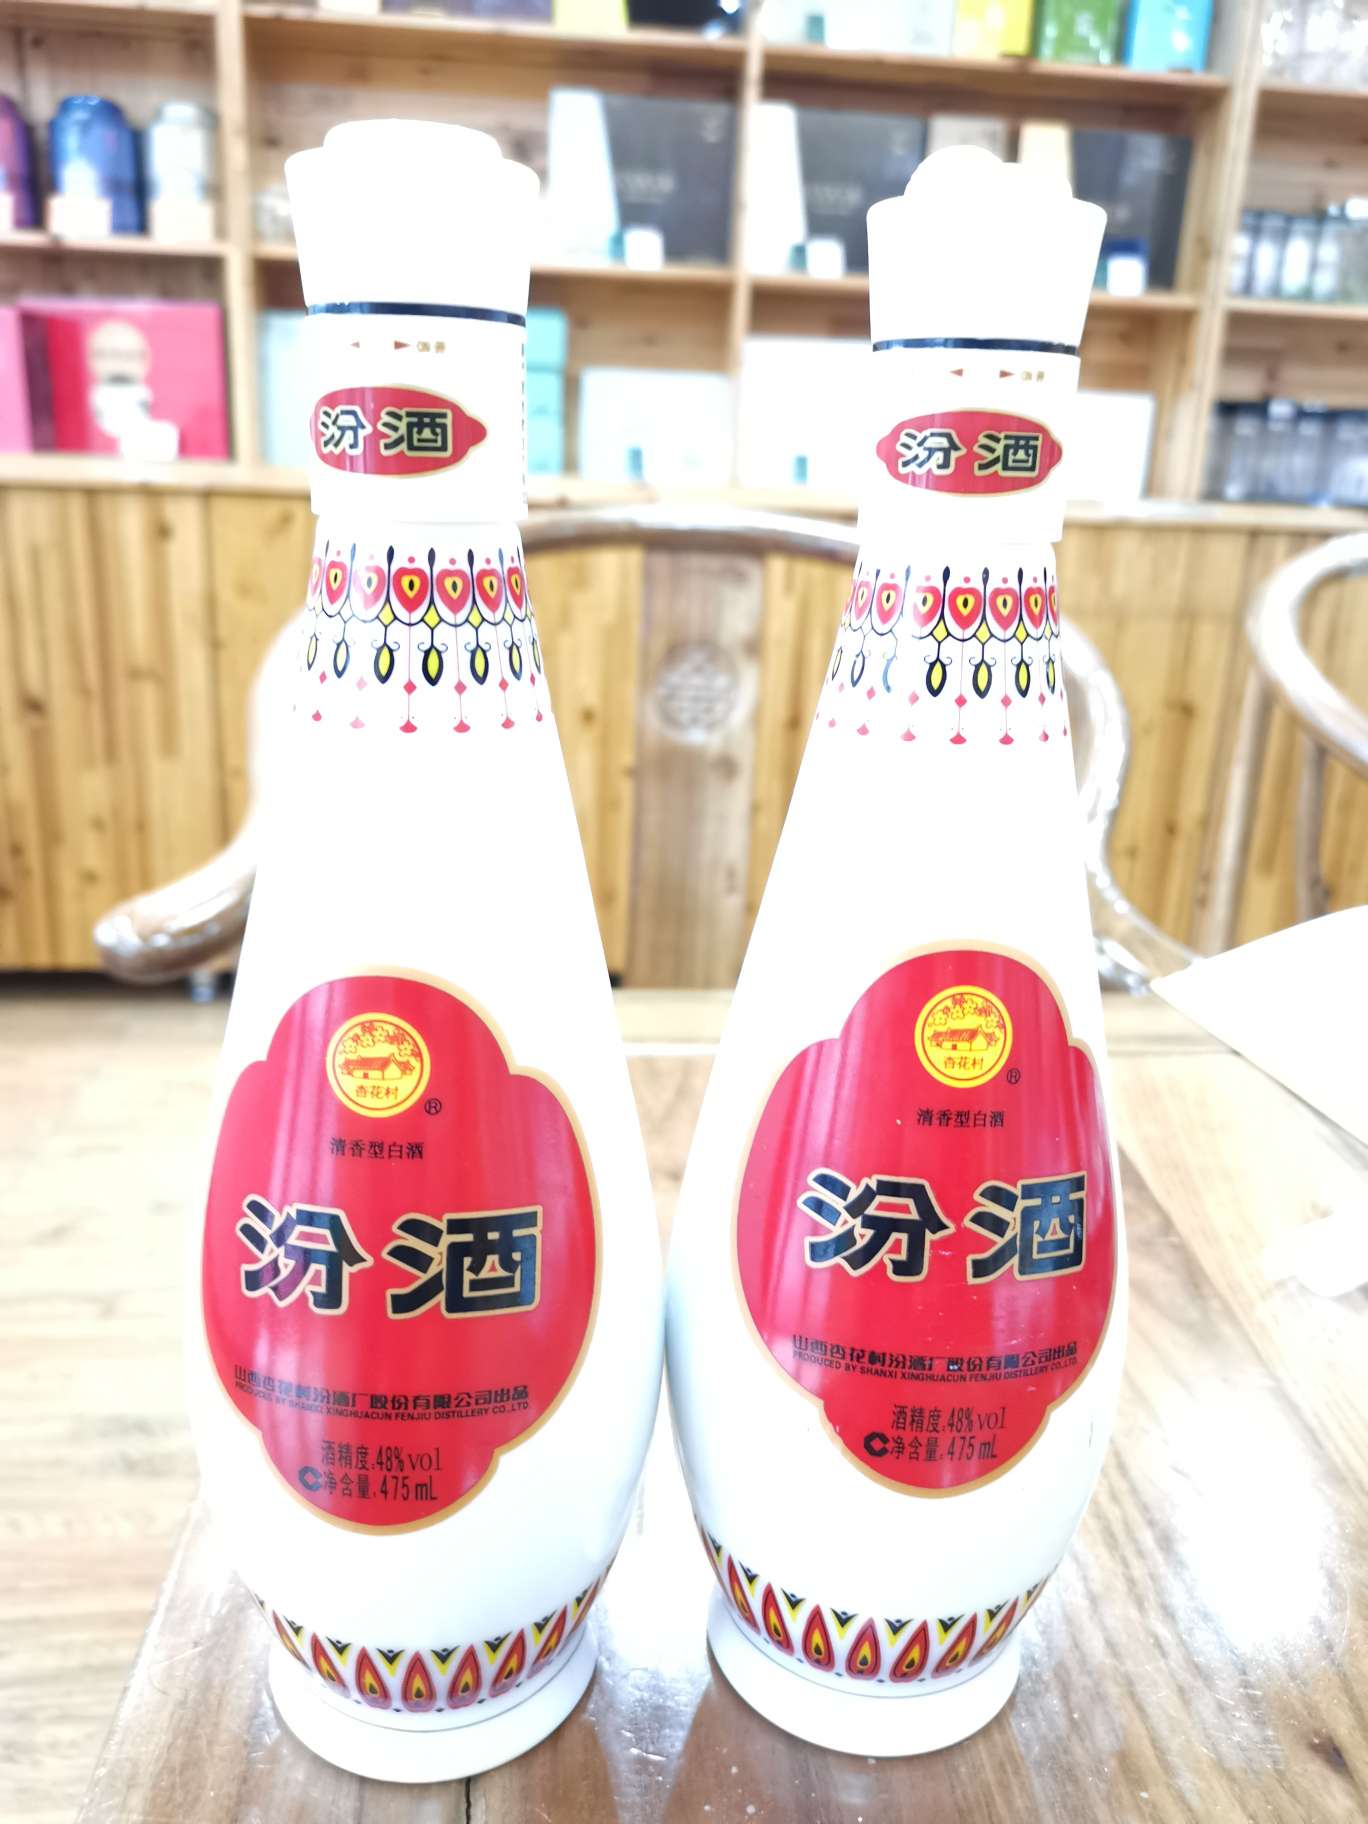 ON 开
汾酒
杏花村
®
清香型白酒
汾酒
山西杏花村汾酒厂股份有限公司出品
PRODUCED BY SHANXI XINGHUACUN FENJIU DISTILLERY CO.,LTD.
酒精度:48%vol
净含量:475mL
ON 开
汾酒
杏花村
®
清香型白酒
汾酒
山西杏花村汾酒厂股份有限公司出品
PRODUCED BY SHANXI XINGHUACUN FENJIU DISTILLERY CO.,LTD.
酒精度:48%vol
净含量:475mL